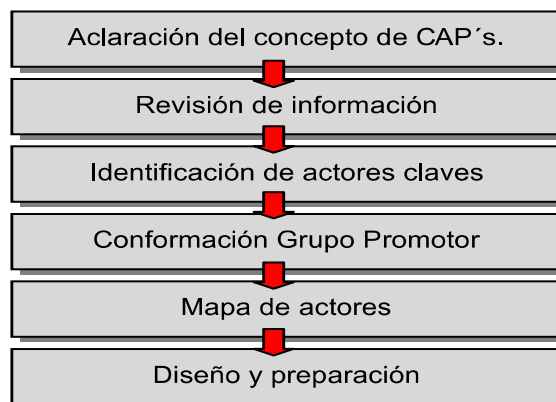 Aclaración del concepto de CAP´s.
Revisión de información
Identificación de actores claves
Conformación Grupo Promotor
Mapa de actores
Diseño y preparación